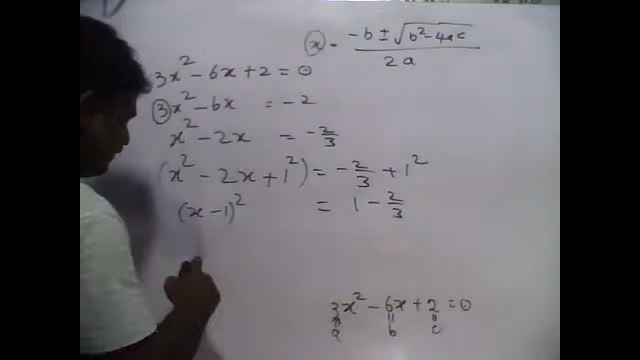 x = -b ± √b² - 4ac / 2a
3x² - 6x + 2 = 0
3x² - 6x = -2
x² - 2x = -2/3
(x² - 2x + 1²) = -2/3 + 1²
(x - 1)² = 1 - 2/3
3x² - 6x + 2 = 0
a b c